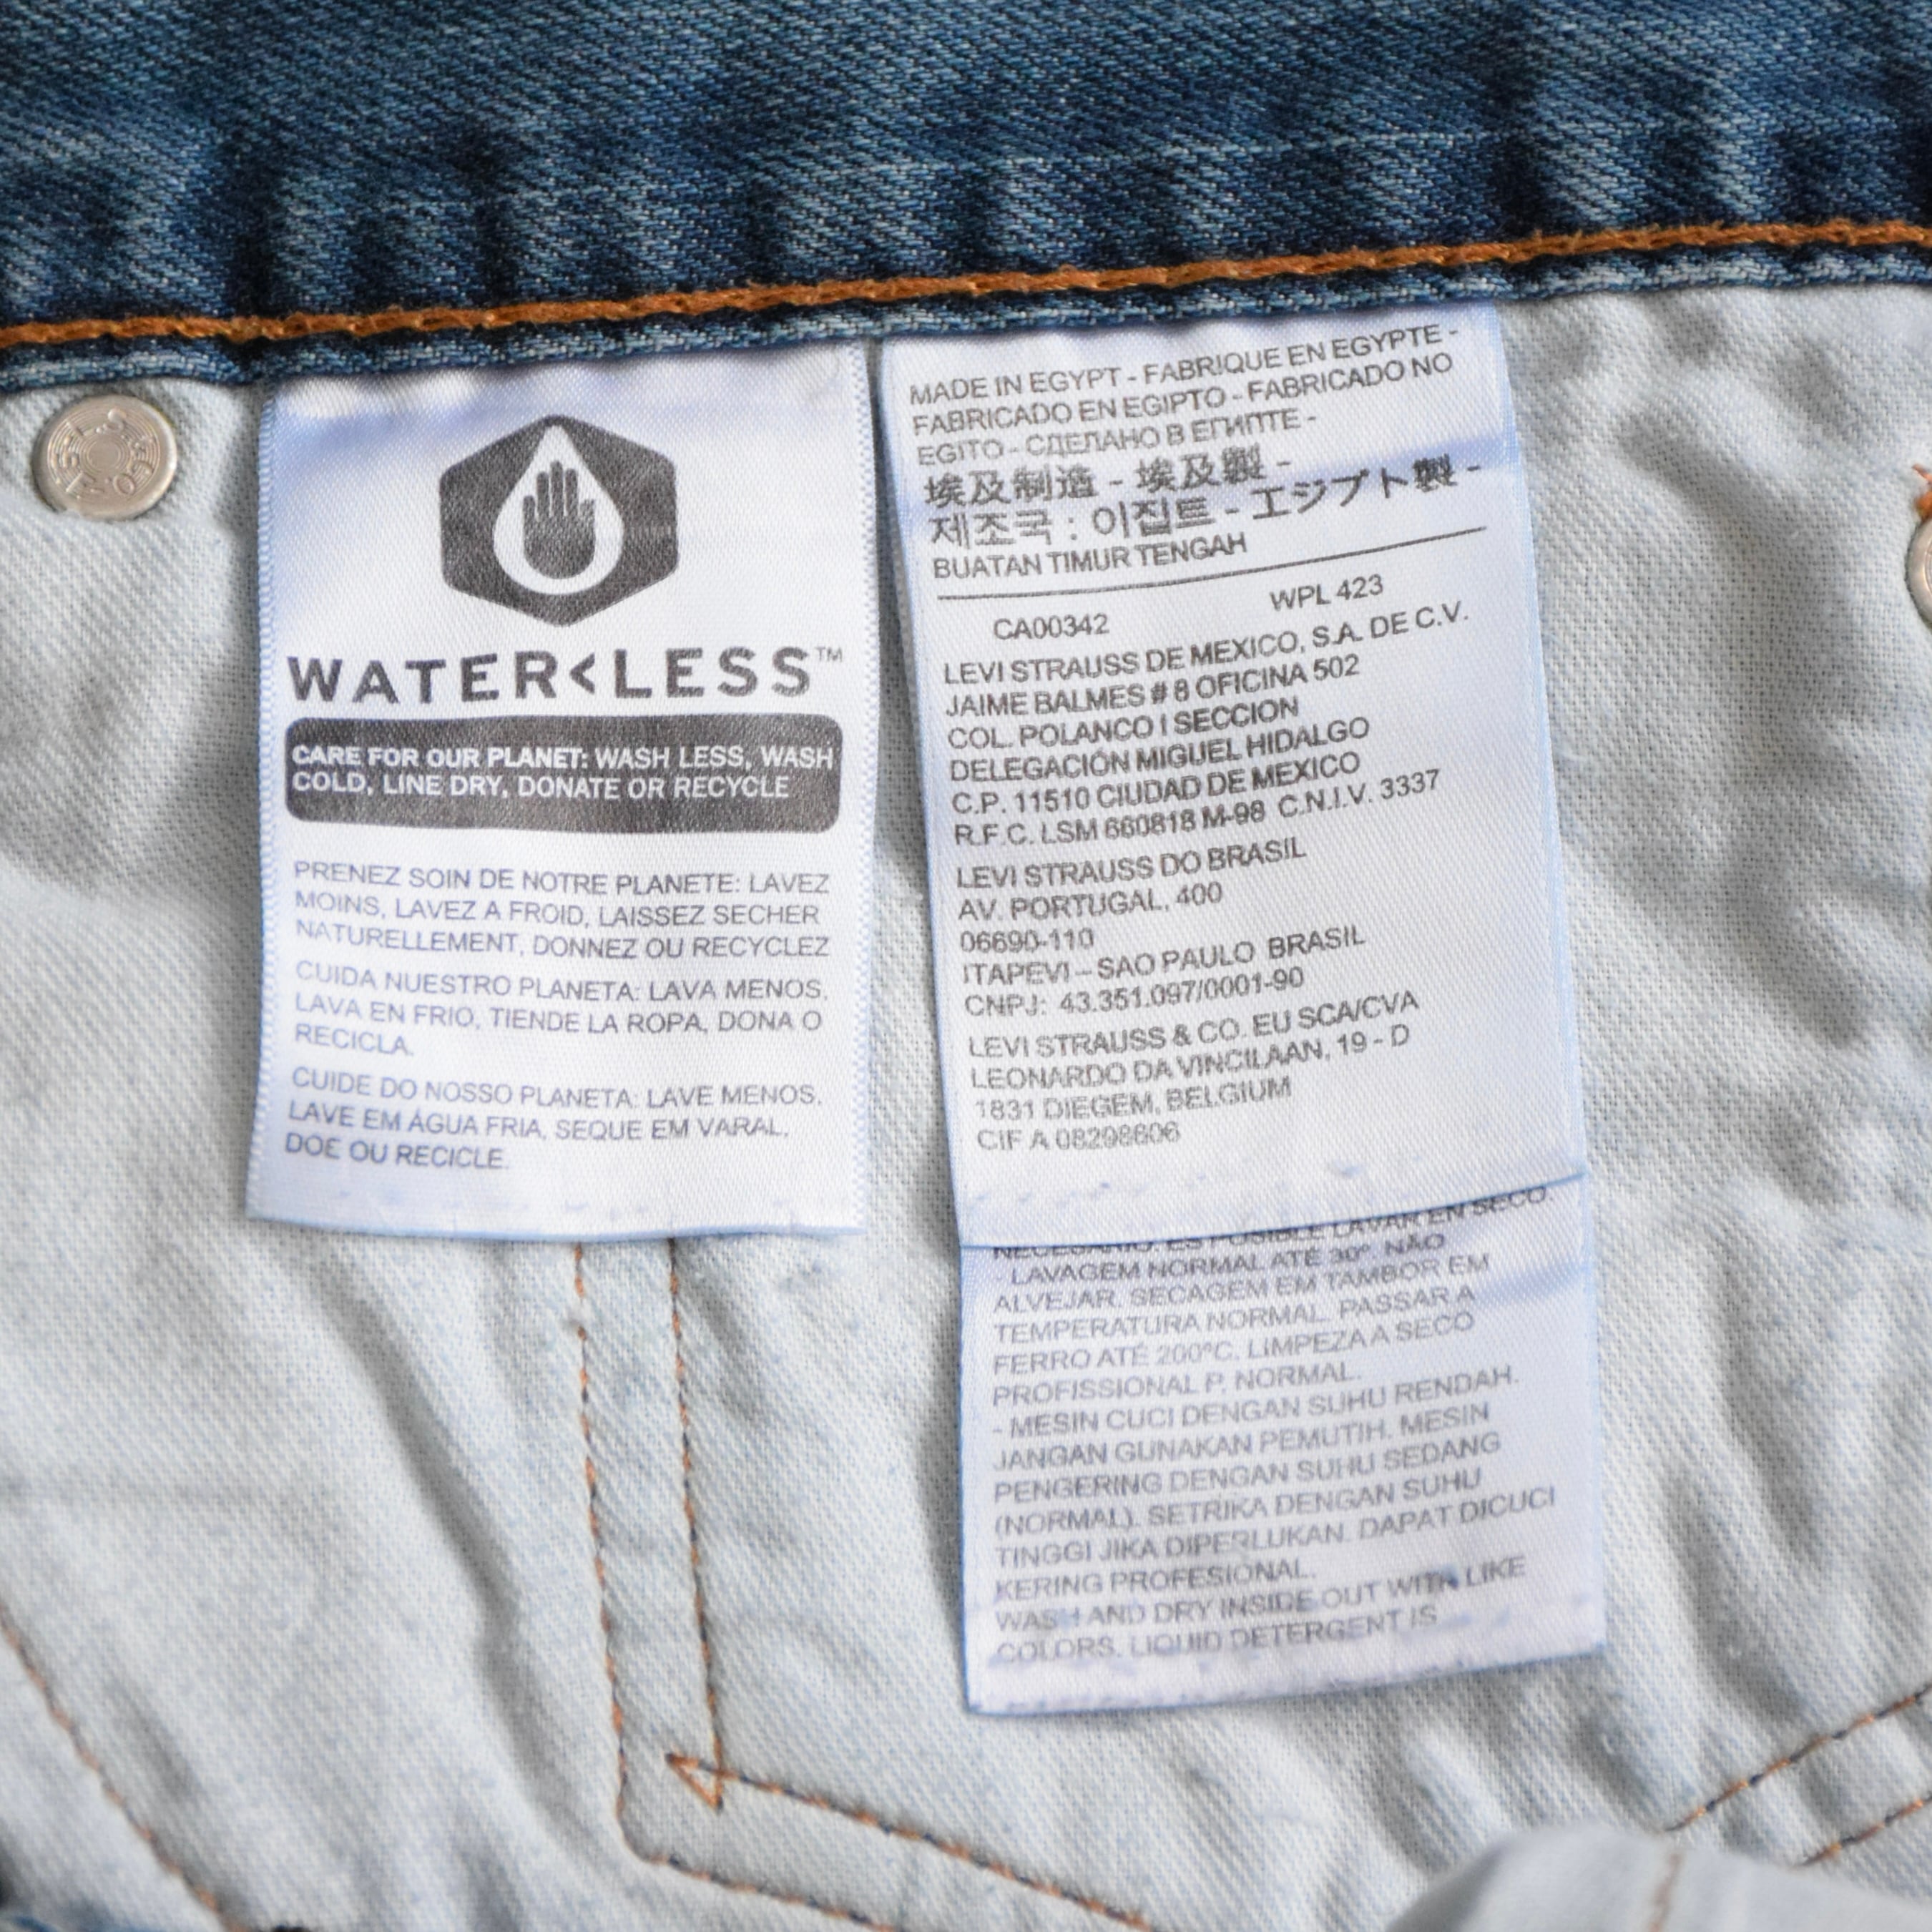 WATER<LESS™
CARE FOR OUR PLANET: WASH LESS, WASH
COLD, LINE DRY, DONATE OR RECYCLE
PRENEZ SOIN DE NOTRE PLANETE: LAVEZ
MOINS, LAVEZ A FROID, LAISSEZ SECHER
NATURELLEMENT, DONNEZ OU RECYCLEZ
CUIDA NUESTRO PLANETA: LAVA MENOS,
LAVA EN FRIO, TIENDE LA ROPA, DONA O
RECICLA.
CUIDE DO NOSSO PLANETA: LAVE MENOS,
LAVE EM ÁGUA FRIA, SEQUE EM VARAL,
DOE OU RECICLE.
MADE IN EGYPT - FABRIQUE EN EGYPTE -
FABRICADO EN EGIPTO - FABRICADO NO
EGITO - СДЕЛАНО В ЕГИПТЕ -
埃及制造 - 埃及製 -
제조국 : 이집트 - エジプト製 -
BUATAN TIMUR TENGAH
CA00342 WPL 423
LEVI STRAUSS DE MEXICO, S.A. DE C.V.
JAIME BALMES # 8 OFICINA 502
COL. POLANCO I SECCION
DELEGACIÓN MIGUEL HIDALGO
C.P. 11510 CIUDAD DE MEXICO
R.F.C. LSM 660818 M-98 C.N.I.V. 3337
LEVI STRAUSS DO BRASIL
AV. PORTUGAL, 400
06690-110
ITAPEVI – SAO PAULO BRASIL
CNPJ: 43.351.097/0001-90
LEVI STRAUSS & CO. EU SCA/CVA
LEONARDO DA VINCILAAN, 19 - D
1831 DIEGEM, BELGIUM
CIF A 08298606
NECESARIO. ES POSIBLE LAVAR EN SECO.
- LAVAGEM NORMAL ATÉ 30º. NÃO
ALVEJAR. SECAGEM EM TAMBOR EM
TEMPERATURA NORMAL. PASSAR A
FERRO ATÉ 200ºC. LIMPEZA A SECO
PROFISSIONAL P, NORMAL.
- MESIN CUCI DENGAN SUHU RENDAH.
JANGAN GUNAKAN PEMUTIH. MESIN
PENGERING DENGAN SUHU SEDANG
(NORMAL). SETRIKA DENGAN SUHU
TINGGI JIKA DIPERLUKAN. DAPAT DICUCI
KERING PROFESIONAL.
WASH AND DRY INSIDE OUT WITH LIKE
COLORS. LIQUID DETERGENT IS